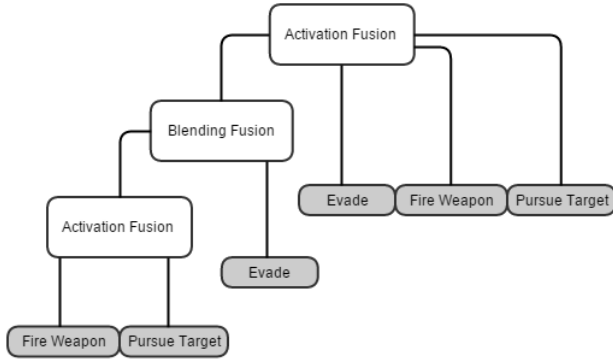 Activation Fusion
Blending Fusion
Evade
Fire Weapon
Pursue Target
Activation Fusion
Evade
Fire Weapon
Pursue Target